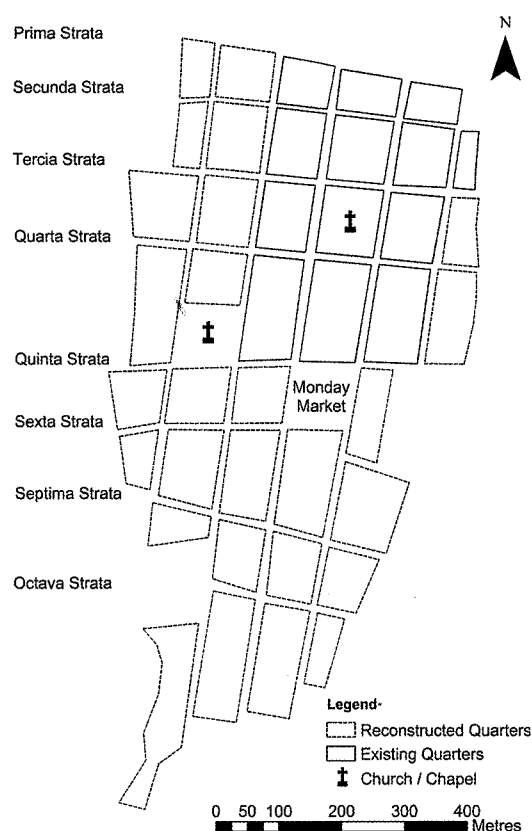 N
Prima Strata
Secunda Strata
Tercia Strata
Quarta Strata
Quinta Strata
Monday
Market
Sexta Strata
Septima Strata
Octava Strata
Legend-
Reconstructed Quarters
Existing Quarters
Church / Chapel
0 50 100 200 300 400
Metres